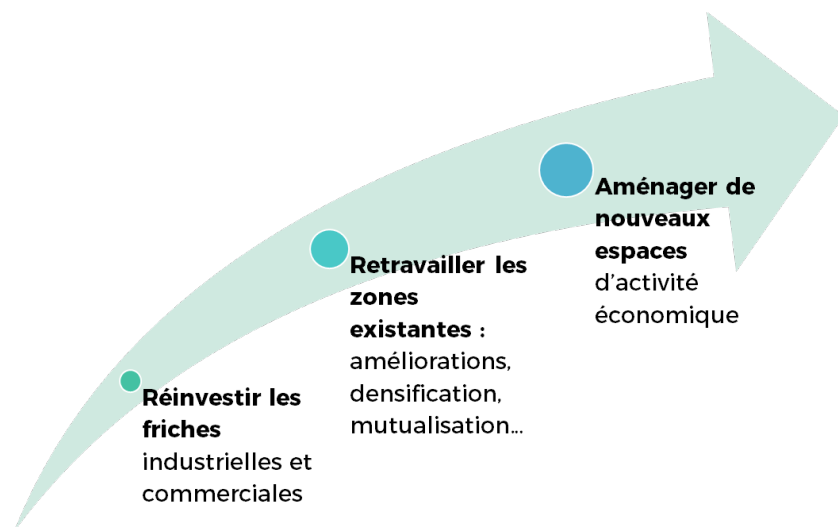 Réinvestir les
friches
industrielles et
commerciales
Retravailler les
zones
existantes :
améliorations,
densification,
mutualisation...
Aménager de
nouveaux
espaces
d’activité
économique